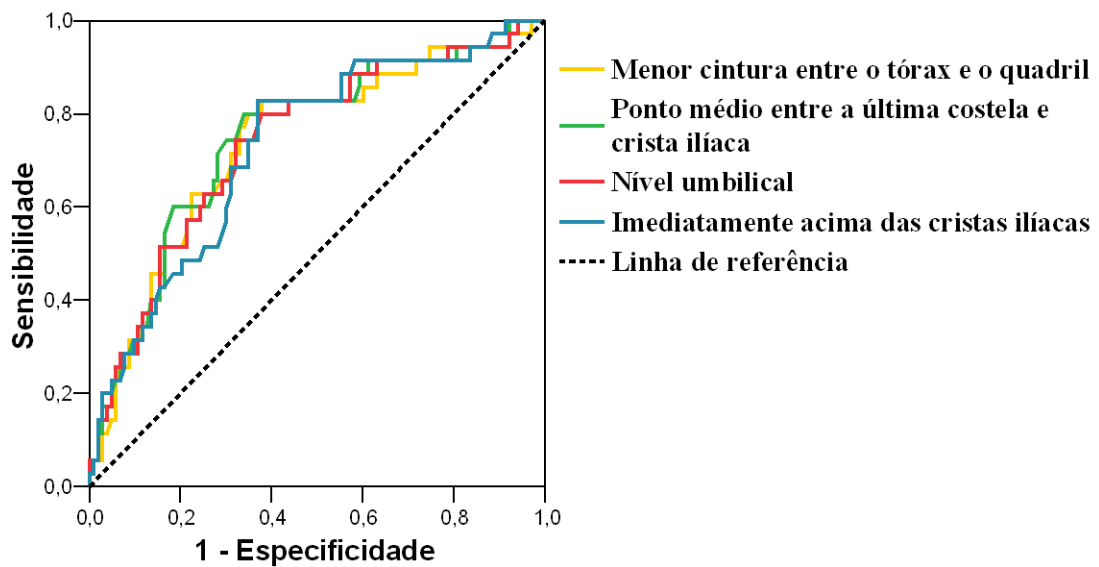 1,0
0,8
0,6
0,4
0,2
0,0
Sensibilidade
0,0 0,2 0,4 0,6 0,8 1,0
1 - Especificidade
Menor cintura entre o tórax e o quadril
Ponto médio entre a última costela e
crista ilíaca
Nível umbilical
Imediatamente acima das cristas ilíacas
Linha de referência